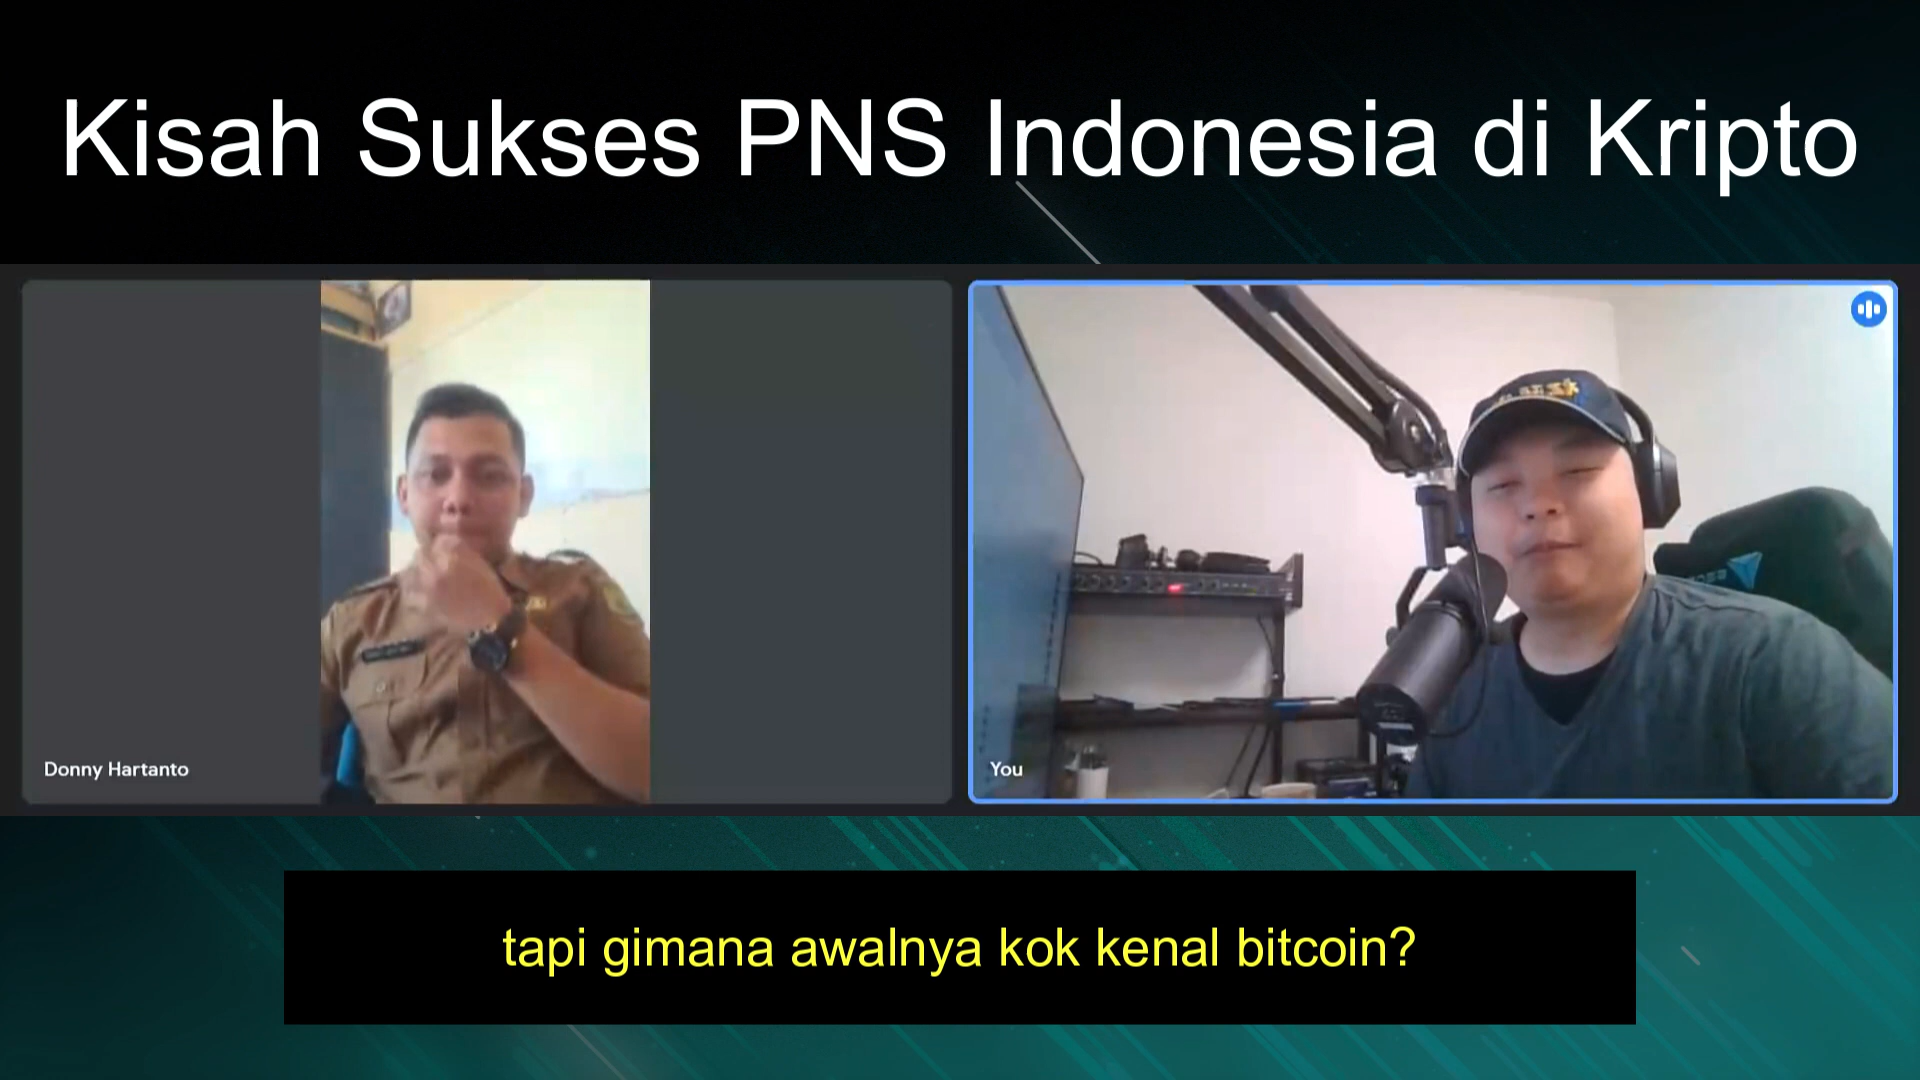 Kisah Sukses PNS Indonesia di Kripto
Donny Hartanto
You
tapi gimana awalnya kok kenal bitcoin?